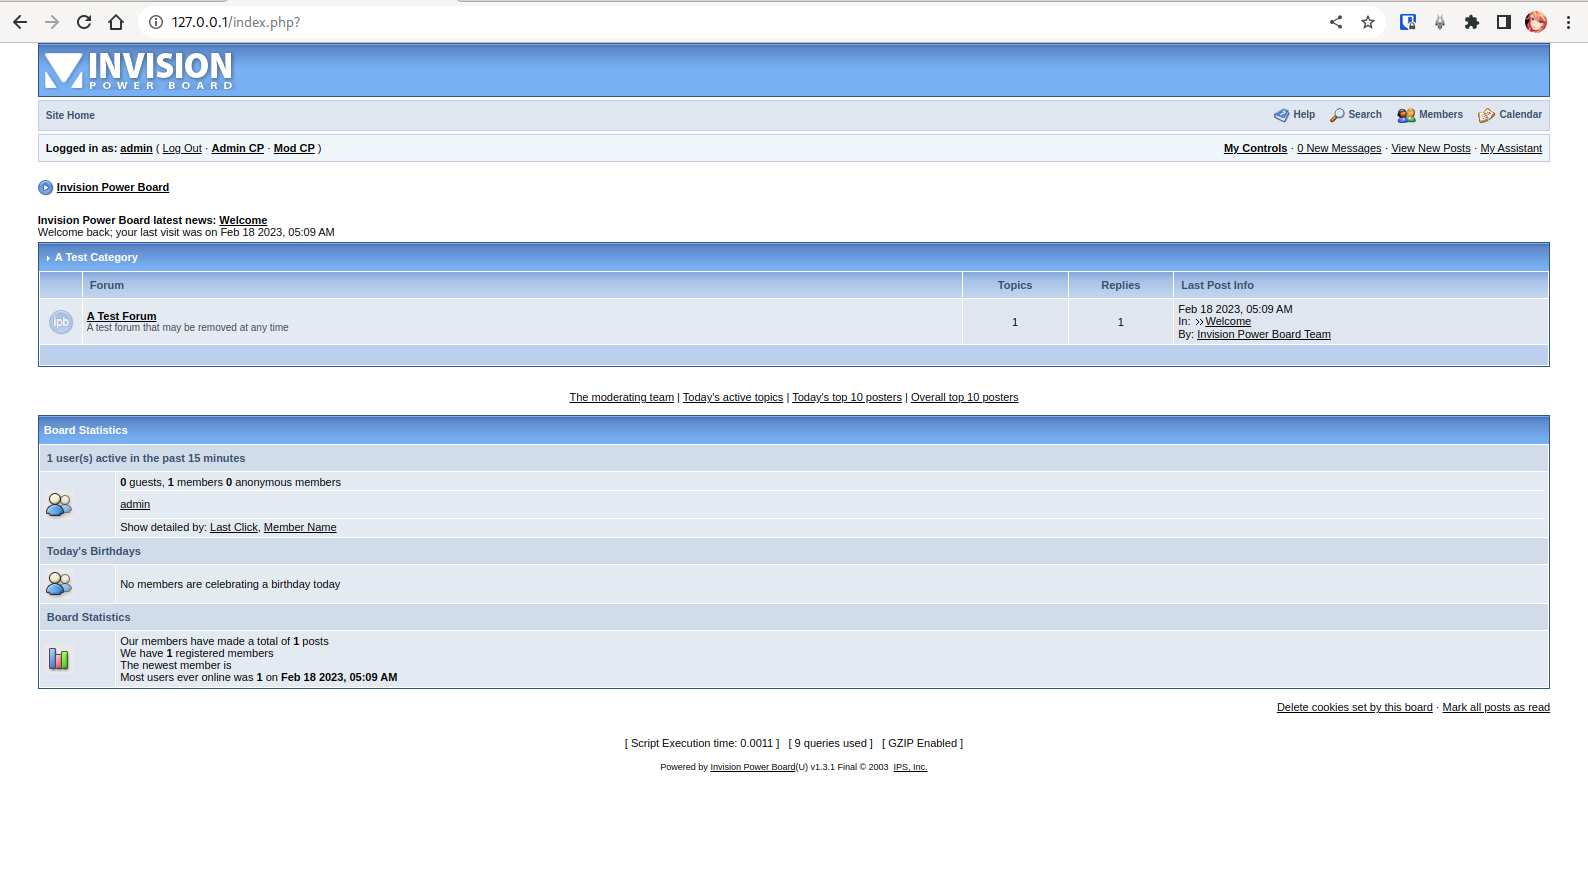 127.0.0.1/index.php?
INVISION
POWER BOARD
Site Home
Help Search Members Calendar
Logged in as: admin ( Log Out · Admin CP · Mod CP )
My Controls · 0 New Messages · View New Posts · My Assistant
Invision Power Board
Invision Power Board latest news: Welcome
Welcome back; your last visit was on Feb 18 2023, 05:09 AM
A Test Category
Forum Topics Replies Last Post Info
ipb
A Test Forum
A test forum that may be removed at any time
1
1
Feb 18 2023, 05:09 AM
In: Welcome
By: Invision Power Board Team
The moderating team | Today's active topics | Today's top 10 posters | Overall top 10 posters
Board Statistics
1 user(s) active in the past 15 minutes
0 guests, 1 members 0 anonymous members
admin
Show detailed by: Last Click, Member Name
Today's Birthdays
No members are celebrating a birthday today
Board Statistics
Our members have made a total of 1 posts
We have 1 registered members
The newest member is
Most users ever online was 1 on Feb 18 2023, 05:09 AM
Delete cookies set by this board · Mark all posts as read
[ Script Execution time: 0.0011 ] [ 9 queries used ] [ GZIP Enabled ]
Powered by Invision Power Board(U) v1.3.1 Final © 2003 IPS, Inc.